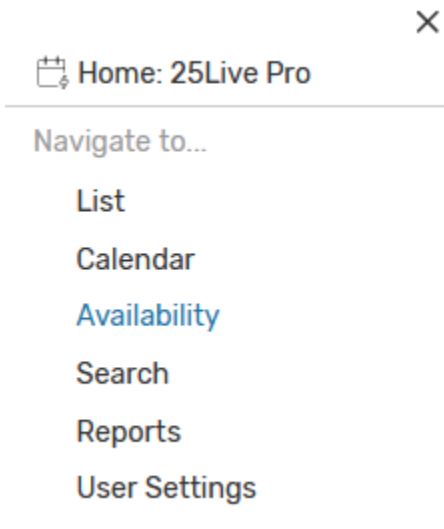 Home: 25Live Pro
Navigate to...
List
Calendar
Availability
Search
Reports
User Settings